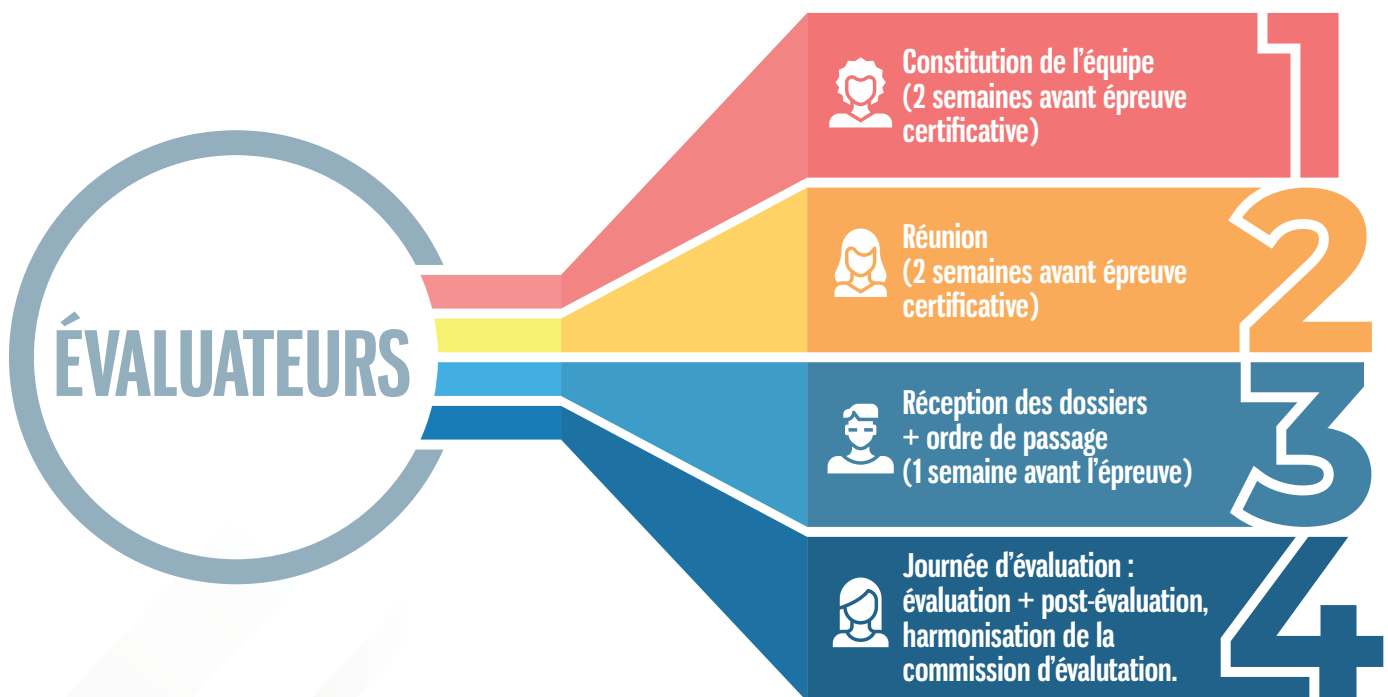 ÉVALUATEURS
Constitution de l'équipe
(2 semaines avant épreuve
certificative)
1
Réunion
(2 semaines avant épreuve
certificative)
2
Réception des dossiers
+ ordre de passage
(1 semaine avant l'épreuve)
3
Journée d'évaluation :
évaluation + post-évaluation,
harmonisation de la
commission d'évalutation.
4